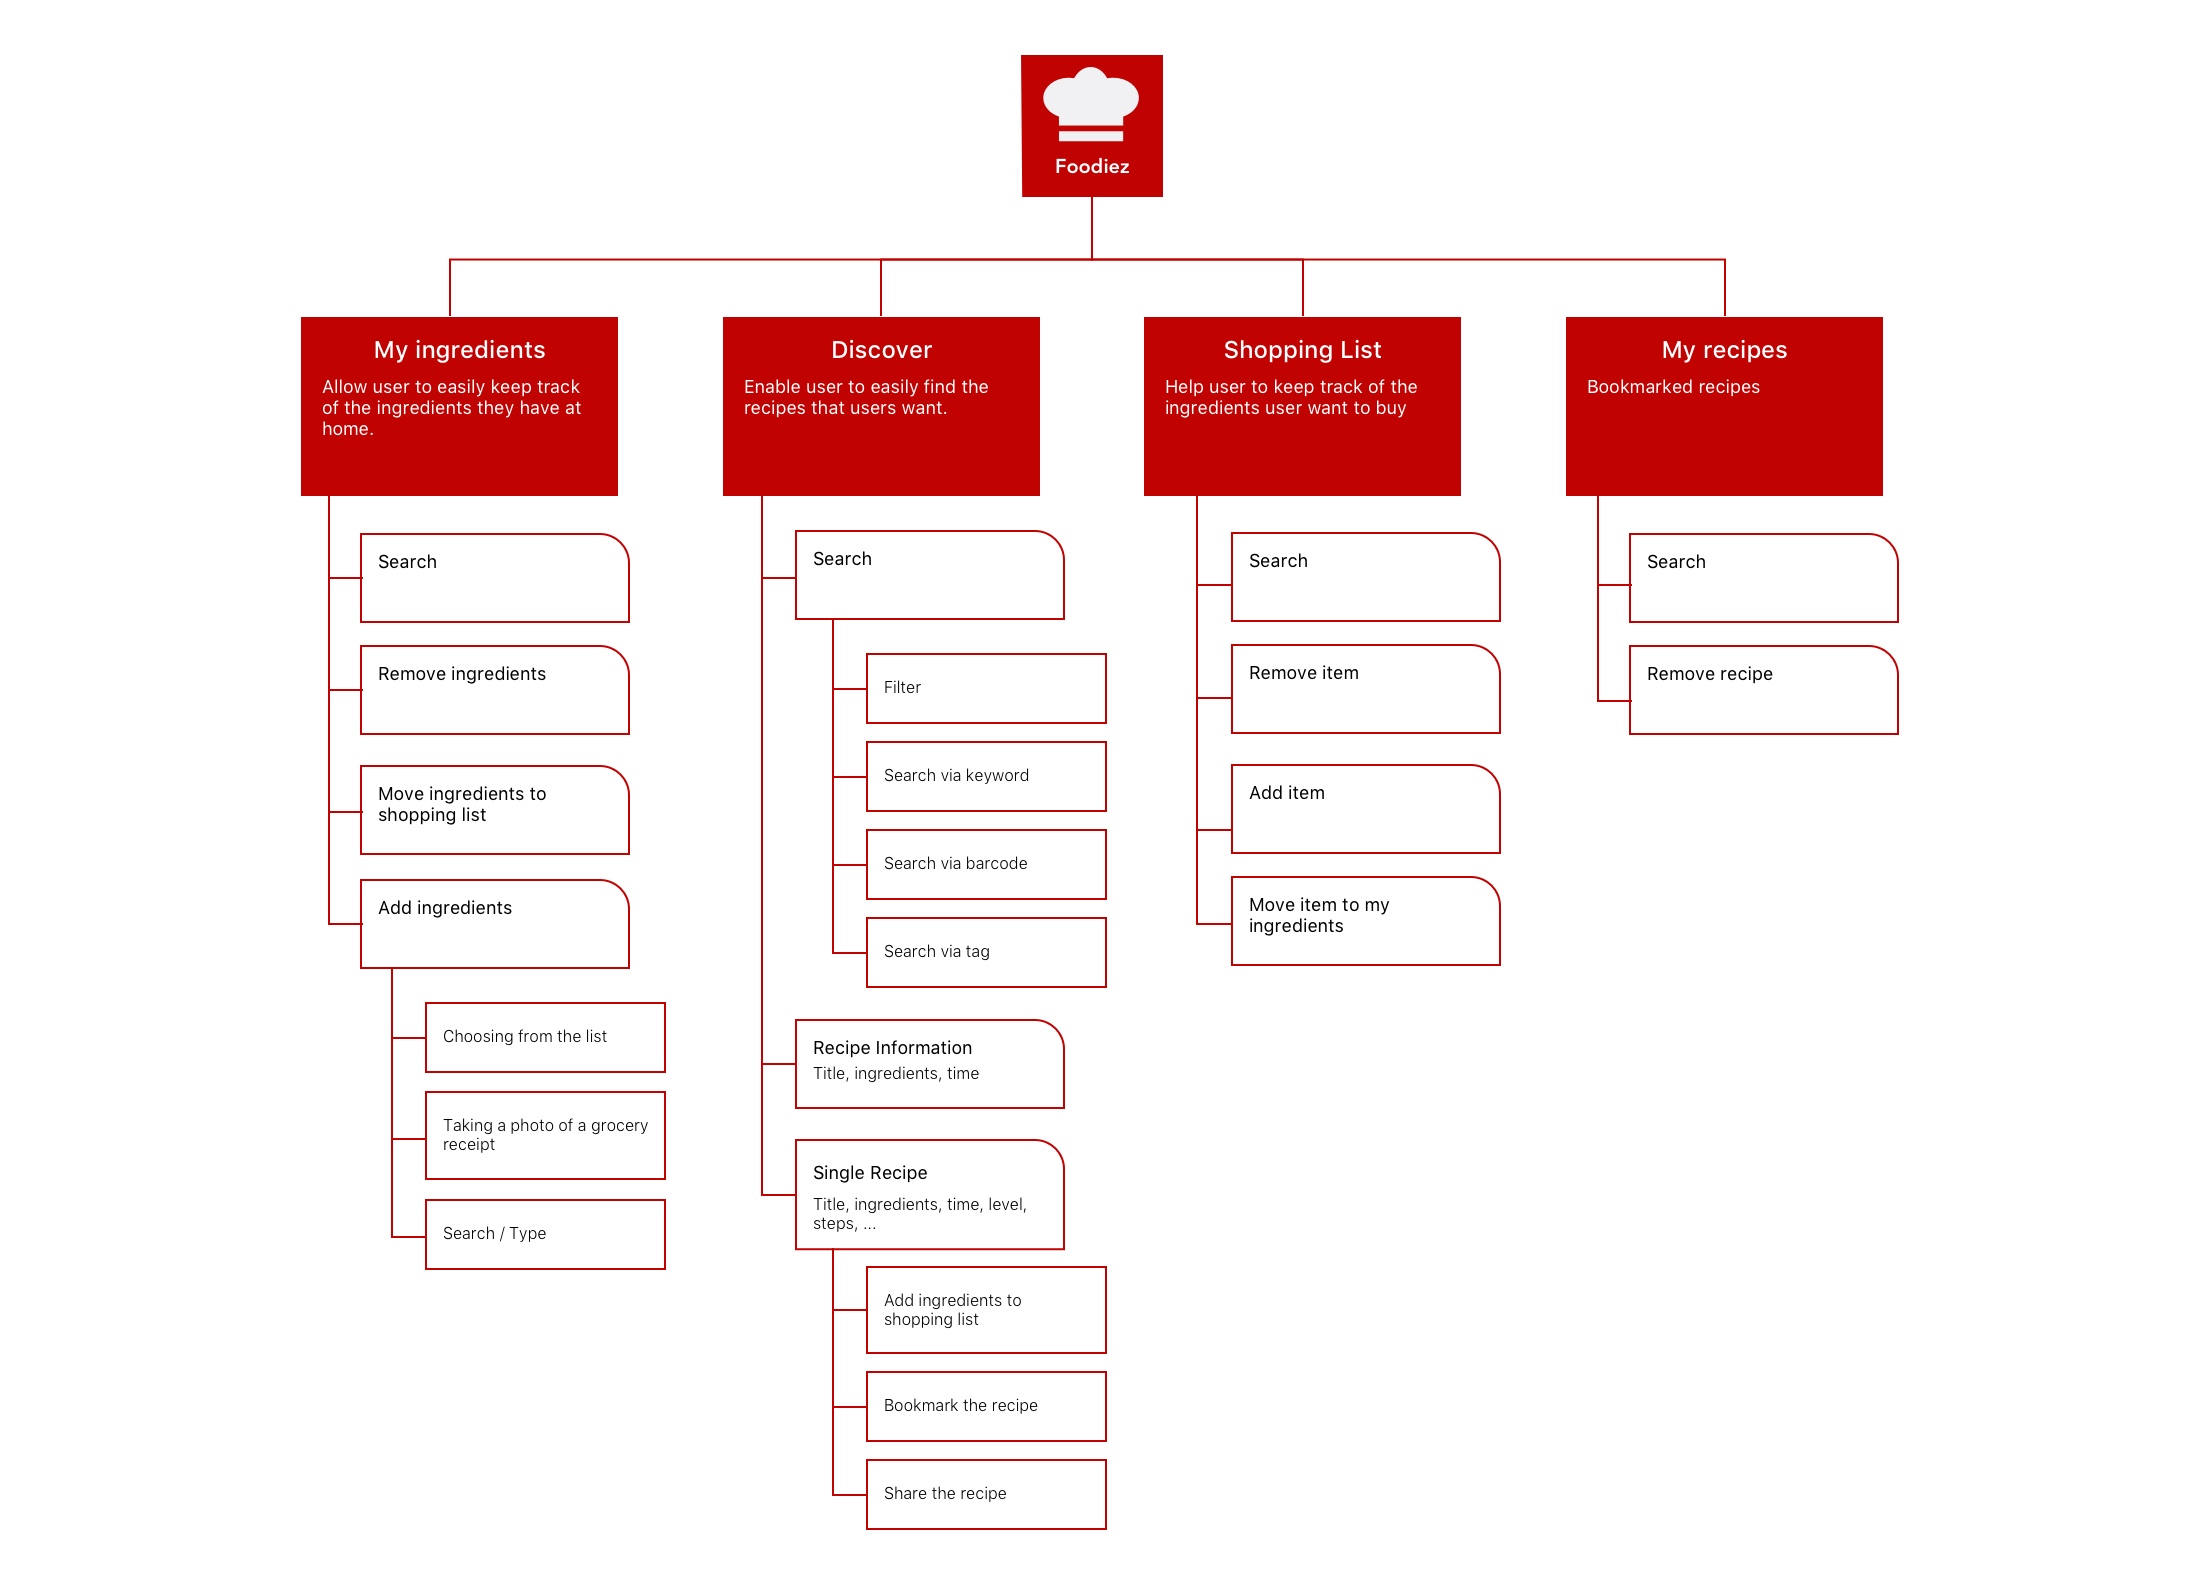 Foodiez
My ingredients
Allow user to easily keep track
of the ingredients they have at
home.
Search
Remove ingredients
Move ingredients to
shopping list
Add ingredients
Choosing from the list
Taking a photo of a grocery
receipt
Search / Type
Discover
Enable user to easily find the
recipes that users want.
Search
Filter
Search via keyword
Search via barcode
Search via tag
Recipe Information
Title, ingredients, time
Single Recipe
Title, ingredients, time, level,
steps, ...
Add ingredients to
shopping list
Bookmark the recipe
Share the recipe
Shopping List
Help user to keep track of the
ingredients user want to buy
Search
Remove item
Add item
Move item to my
ingredients
My recipes
Bookmarked recipes
Search
Remove recipe